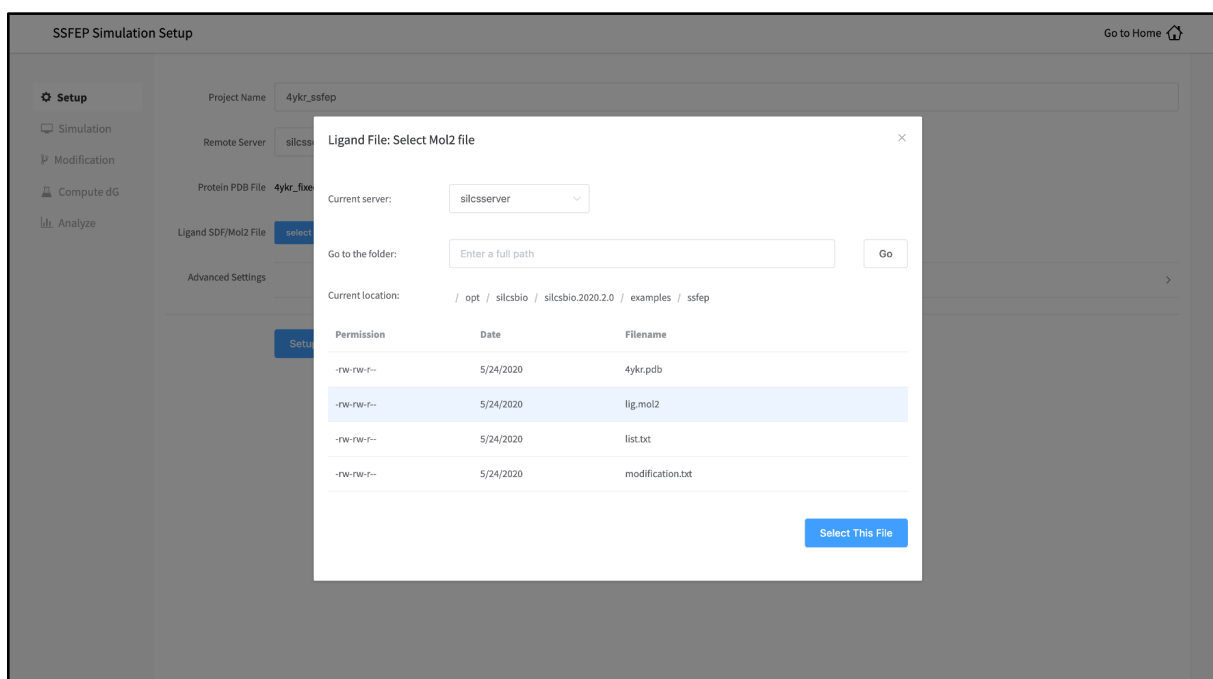 SSFEP Simulation Setup
Go to Home
Setup
Simulation
Modification
Compute dG
Analyze
Project Name 4ykr_ssfep
Remote Server
Protein PDB File
Ligand SDF/Mol2 File select
Advanced Settings
Ligand File: Select Mol2 file
Current server: silcsserver
Go to the folder: Enter a full path Go
Current location: / opt / silcsbio / silcsbio.2020.2.0 / examples / ssfep
Permission Date Filename
-rw-rw-r-- 5/24/2020 4ykr.pdb
-rw-rw-r-- 5/24/2020 lig.mol2
-rw-rw-r-- 5/24/2020 list.txt
-rw-rw-r-- 5/24/2020 modification.txt
Select This File